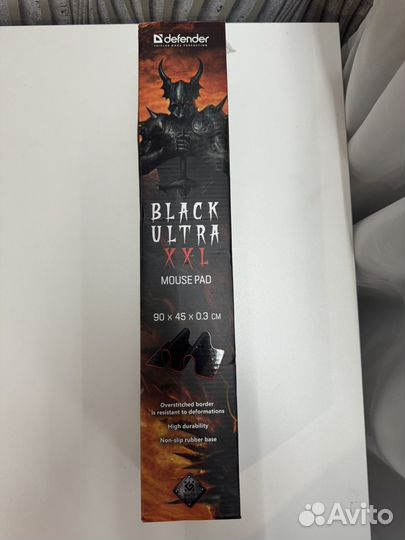 defender
BLACK
ULTRA
XXL
MOUSE PAD
90 x 45 x 0.3 CM
Overstitched border
is resistant to deformations
High durability
Non-slip rubber base
Avito